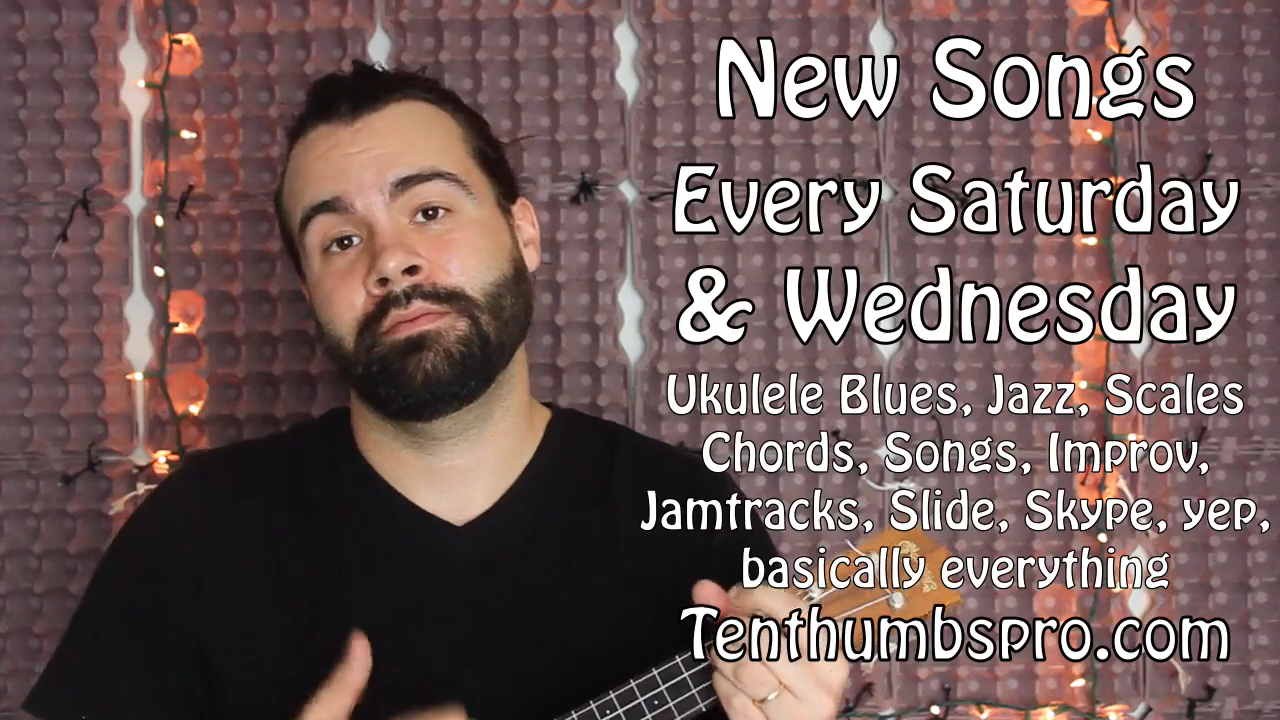 New Songs
Every Saturday
& Wednesday
Ukulele Blues, Jazz, Scales
Chords, Songs, Improv,
Jamtracks, Slide, Skype, yep,
basically everything
Tenthumbspro.com